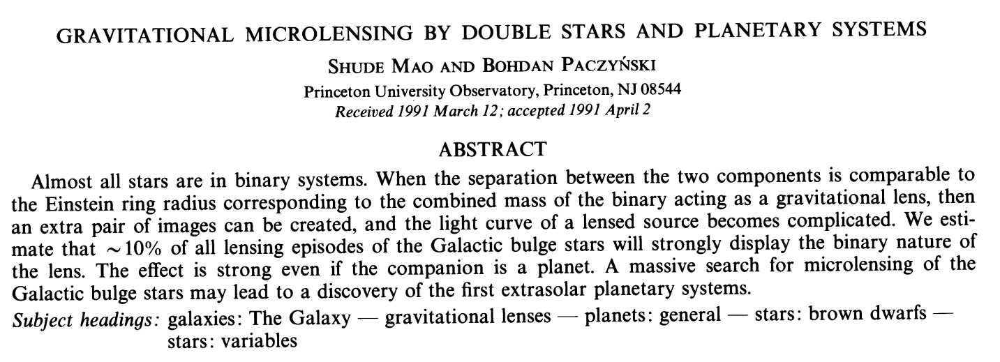 GRAVITATIONAL MICROLENSING BY DOUBLE STARS AND PLANETARY SYSTEMS
SHUDE MAO AND BOHDAN PACZYŃSKI
Princeton University Observatory, Princeton, NJ 08544
Received 1991 March 12; accepted 1991 April 2
ABSTRACT
Almost all stars are in binary systems. When the separation between the two components is comparable to
the Einstein ring radius corresponding to the combined mass of the binary acting as a gravitational lens, then
an extra pair of images can be created, and the light curve of a lensed source becomes complicated. We esti-
mate that ~10% of all lensing episodes of the Galactic bulge stars will strongly display the binary nature of
the lens. The effect is strong even if the companion is a planet. A massive search for microlensing of the
Galactic bulge stars may lead to a discovery of the first extrasolar planetary systems.
Subject headings: galaxies: The Galaxy — gravitational lenses — planets: general — stars: brown dwarfs —
stars: variables